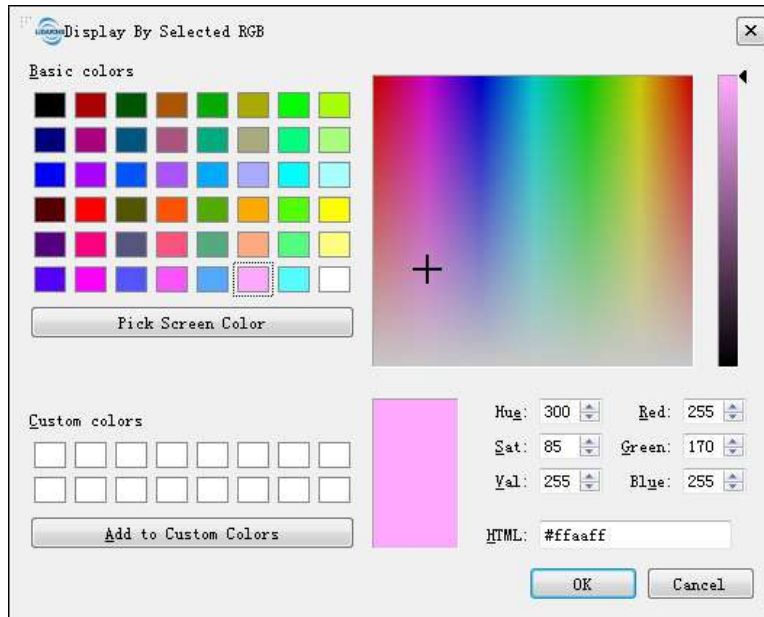 Display By Selected RGB
Basic colors
Pick Screen Color
Custom colors
Add to Custom Colors
Hue: 300 Red: 255
Sat: 85 Green: 170
Val: 255 Blue: 255
HTML: #ffaaff
OK Cancel